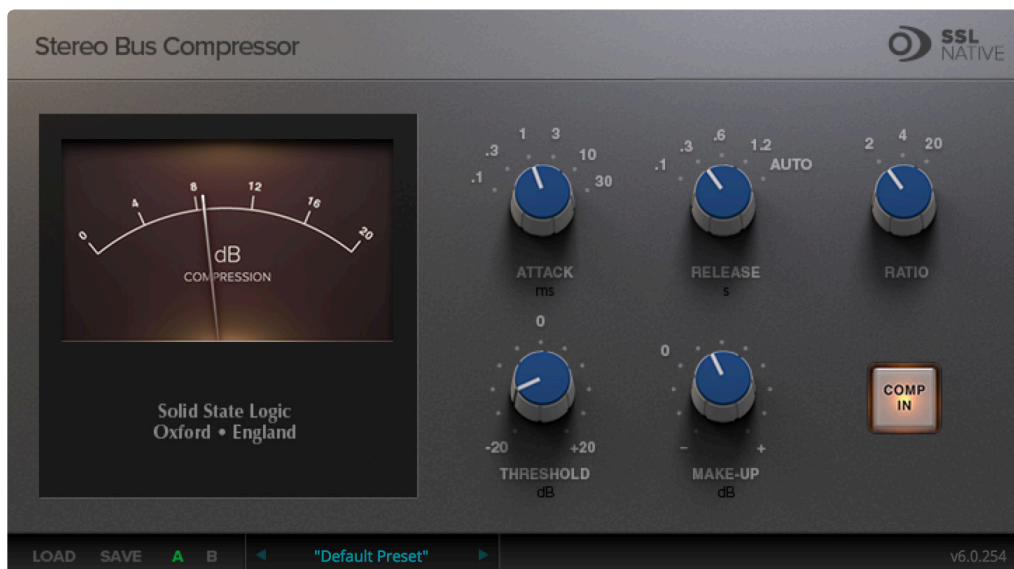 Stereo Bus Compressor
SSL
NATIVE
0 4 8 12 16 20
dB
COMPRESSION
Solid State Logic
Oxford • England
.1 .3 1 3 10 30
ATTACK
ms
.1 .3 .6 1.2 AUTO
RELEASE
s
2 4 20
RATIO
0
-20 +20
THRESHOLD
dB
0
– +
MAKE-UP
dB
COMP
IN
LOAD SAVE A B "Default Preset" v6.0.254